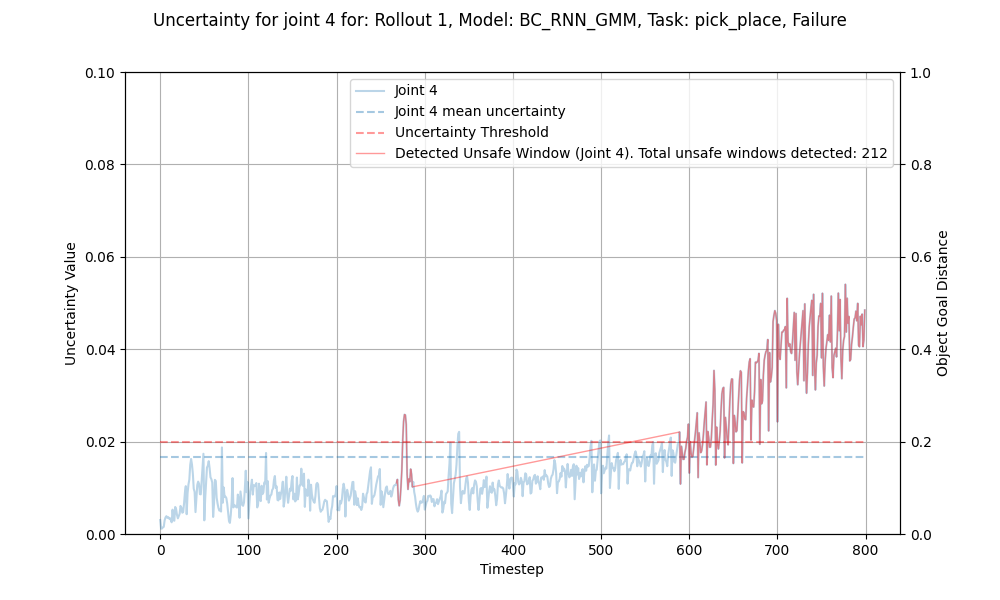 Uncertainty for joint 4 for: Rollout 1, Model: BC_RNN_GMM, Task: pick_place, Failure
Joint 4
Joint 4 mean uncertainty
Uncertainty Threshold
Detected Unsafe Window (Joint 4). Total unsafe windows detected: 212
Uncertainty Value
0.10
0.08
0.06
0.04
0.02
0.00
0 100 200 300 400 500 600 700 800
Timestep
1.0
0.8
0.6
0.4
0.2
0.0
Object Goal Distance